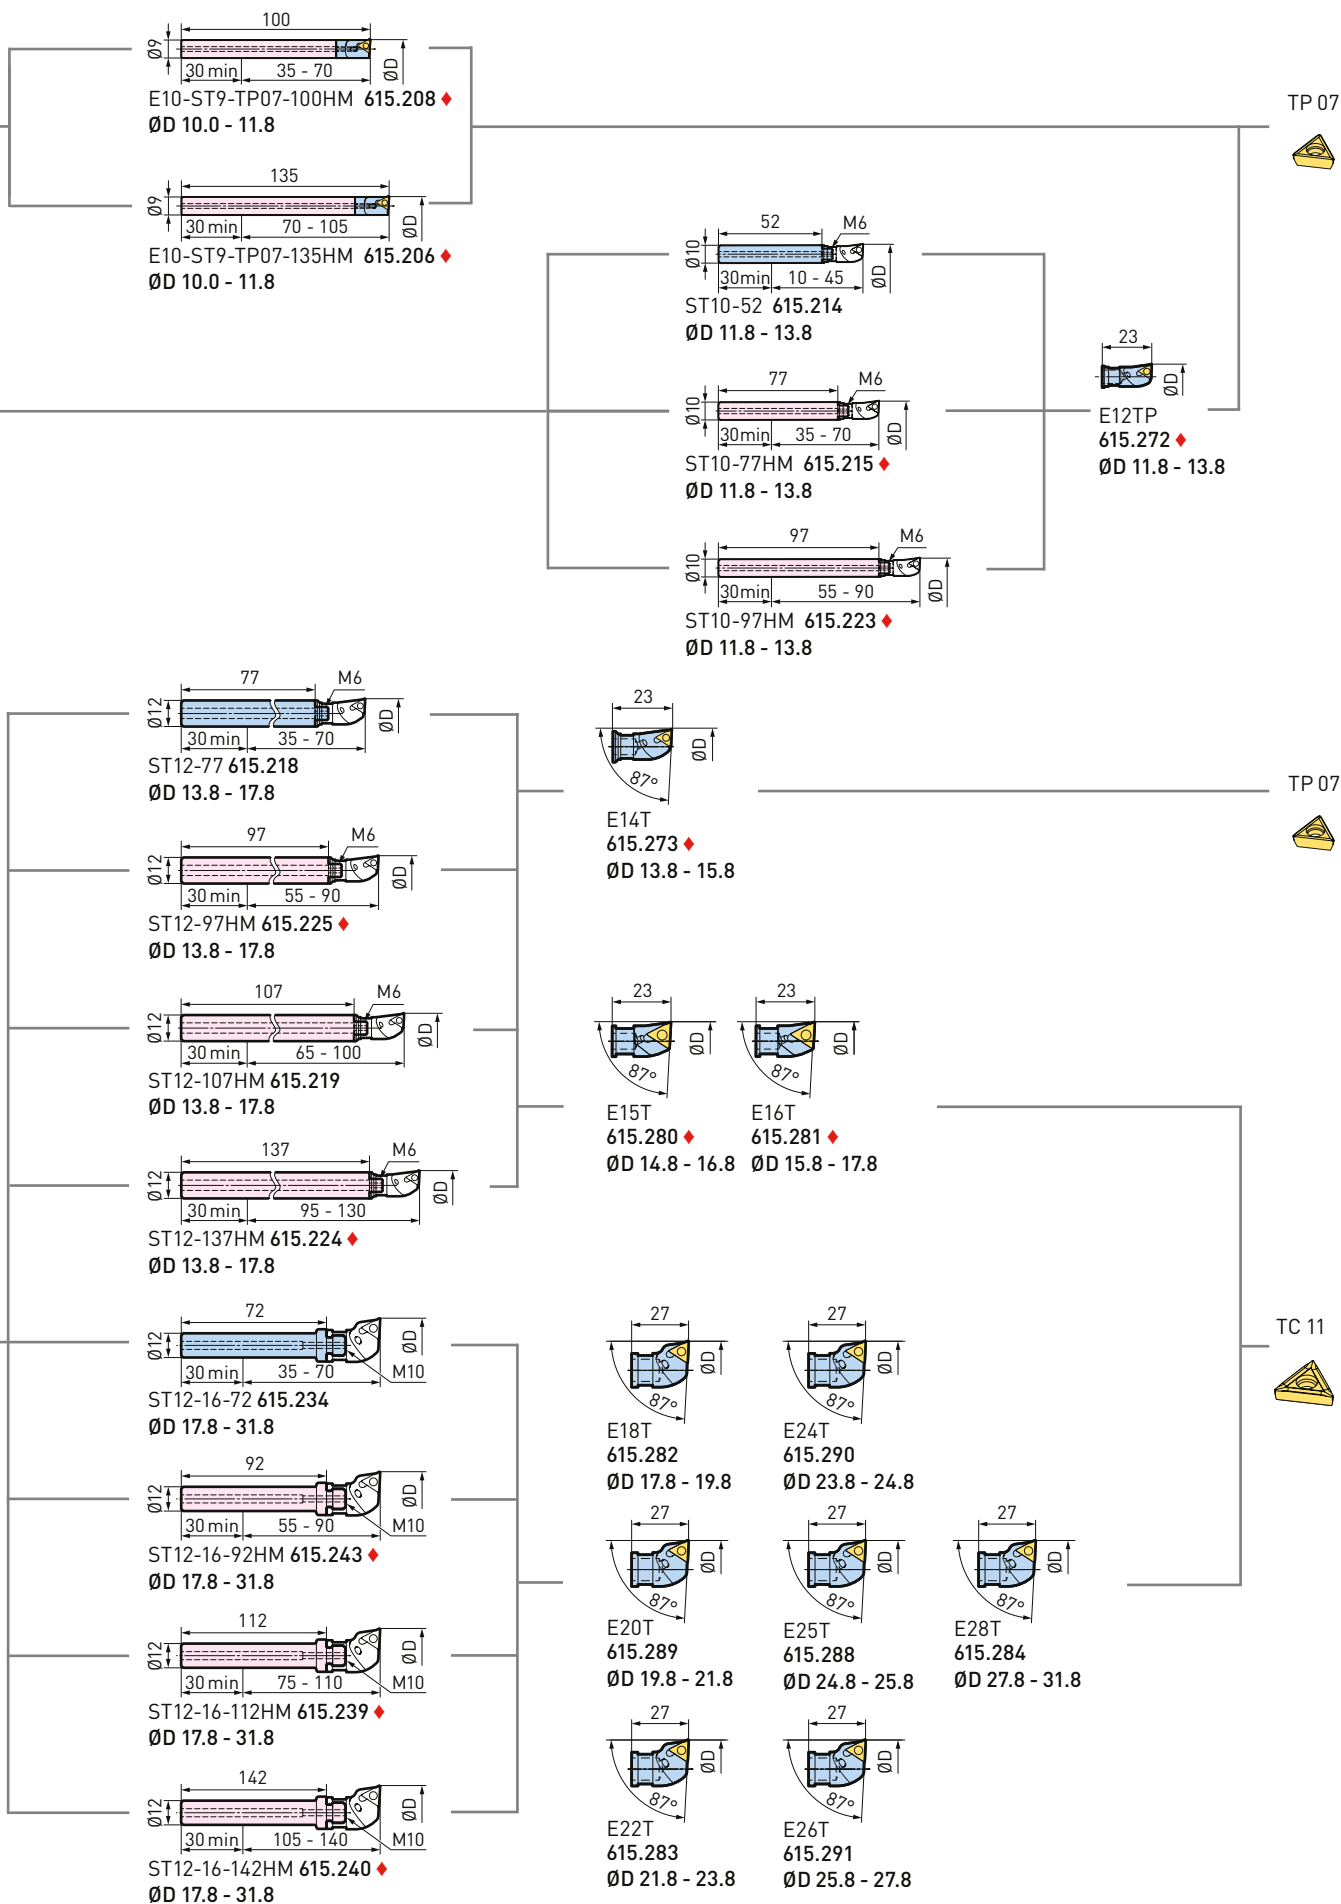 100
Ø9
ØD
30 min 35 - 70
E10-ST9-TP07-100HM 615.208 ♦
ØD 10.0 - 11.8
TP 07
135
Ø9
ØD
30 min 70 - 105
E10-ST9-TP07-135HM 615.206 ♦
ØD 10.0 - 11.8
52 M6
Ø10
ØD
30min 10 - 45
ST10-52 615.214
ØD 11.8 - 13.8
77 M6
Ø10
ØD
30min 35 - 70
ST10-77HM 615.215 ♦
ØD 11.8 - 13.8
23
ØD
E12TP
615.272 ♦
ØD 11.8 - 13.8
97 M6
Ø10
ØD
30min 55 - 90
ST10-97HM 615.223 ♦
ØD 11.8 - 13.8
77 M6
Ø12
ØD
30 min 35 - 70
ST12-77 615.218
ØD 13.8 - 17.8
23
ØD
87°
E14T
615.273 ♦
ØD 13.8 - 15.8
TP 07
97 M6
Ø12
ØD
30 min 55 - 90
ST12-97HM 615.225 ♦
ØD 13.8 - 17.8
107 M6
Ø12
ØD
30 min 65 - 100
ST12-107HM 615.219
ØD 13.8 - 17.8
23
ØD
87°
E15T
615.280 ♦
ØD 14.8 - 16.8
23
ØD
87°
E16T
615.281 ♦
ØD 15.8 - 17.8
137 M6
Ø12
ØD
30 min 95 - 130
ST12-137HM 615.224 ♦
ØD 13.8 - 17.8
72
Ø12
ØD
30 min 35 - 70 M10
ST12-16-72 615.234
ØD 17.8 - 31.8
27
ØD
87°
E18T
615.282
ØD 17.8 - 19.8
27
ØD
87°
E24T
615.290
ØD 23.8 - 24.8
TC 11
92
Ø12
ØD
30 min 55 - 90 M10
ST12-16-92HM 615.243 ♦
ØD 17.8 - 31.8
27
ØD
87°
E20T
615.289
ØD 19.8 - 21.8
27
ØD
87°
E25T
615.288
ØD 24.8 - 25.8
27
ØD
87°
E28T
615.284
ØD 27.8 - 31.8
112
Ø12
ØD
30 min 75 - 110 M10
ST12-16-112HM 615.239 ♦
ØD 17.8 - 31.8
27
ØD
87°
E22T
615.283
ØD 21.8 - 23.8
27
ØD
87°
E26T
615.291
ØD 25.8 - 27.8
142
Ø12
ØD
30 min 105 - 140 M10
ST12-16-142HM 615.240 ♦
ØD 17.8 - 31.8